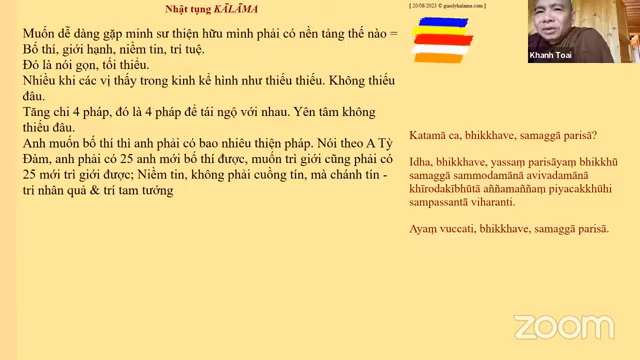 Nhật tụng KĀLĀMA
[ 20/08/2023 © giaolykalama.com ]
Muốn dễ dàng gặp minh sư thiện hữu mình phải có nền tảng thế nào =
Bố thí, giới hạnh, niềm tin, trí tuệ.
Đó là nói gọn, tối thiểu.
Nhiều khi các vị thấy trong kinh kể hình như thiếu thiếu. Không thiếu
đâu.
Tăng chi 4 pháp, đó là 4 pháp để tái ngộ với nhau. Yên tâm không
thiếu đâu.
Anh muốn bố thí thì anh phải có bao nhiêu thiện pháp. Nói theo A Tỳ
Đàm, anh phải có 25 anh mới bố thí được, muốn trì giới cũng phải có
25 mới trì giới được; Niềm tin, không phải cuồng tín, mà chánh tín -
trí nhân quả & trí tam tướng
Khanh Toai
Katamā ca, bhikkhave, samaggā parisā?
Idha, bhikkhave, yassaṃ parisāyaṃ bhikkhū
samaggā sammodamānā avivadamānā
khīrodakībhūtā aññamaññaṃ piyacakkhūhi
sampassantā viharanti.
Ayaṃ vuccati, bhikkhave, samaggā parisā.
zoom